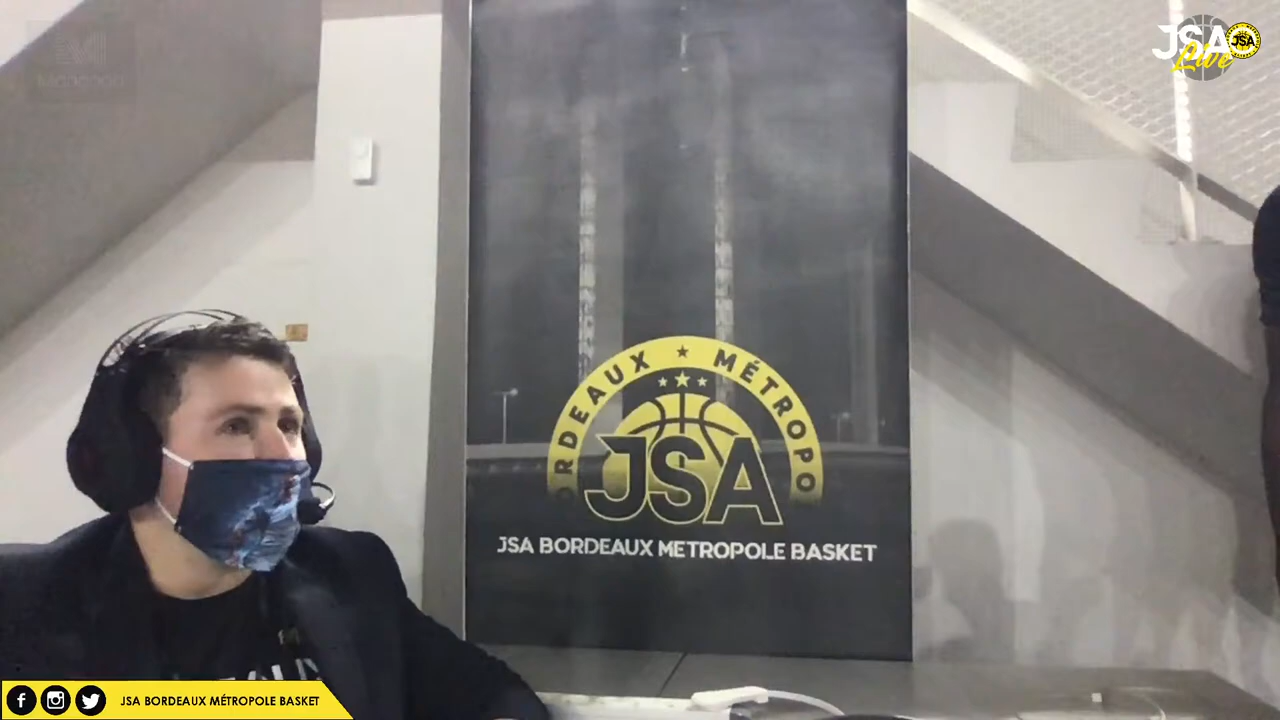 JSA
Live
JSA
BORDEAUX ★ MÉTROPO
JSA
JSA BORDEAUX METROPOLE BASKET
JSA BORDEAUX MÉTROPOLE BASKET